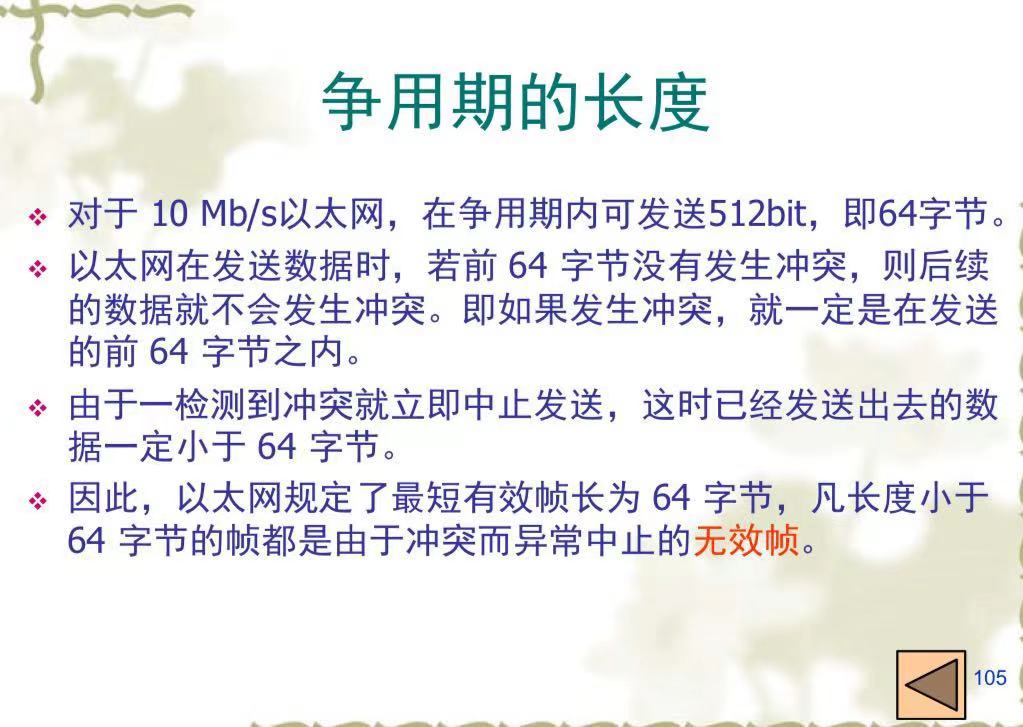 争用期的长度
对于 10 Mb/s以太网，在争用期内可发送512bit，即64字节。
以太网在发送数据时，若前 64 字节没有发生冲突，则后续
的数据就不会发生冲突。即如果发生冲突，就一定是在发送
的前 64 字节之内。
由于一检测到冲突就立即中止发送，这时已经发送出去的数
据一定小于 64 字节。
因此，以太网规定了最短有效帧长为 64 字节，凡长度小于
64 字节的帧都是由于冲突而异常中止的无效帧。
105